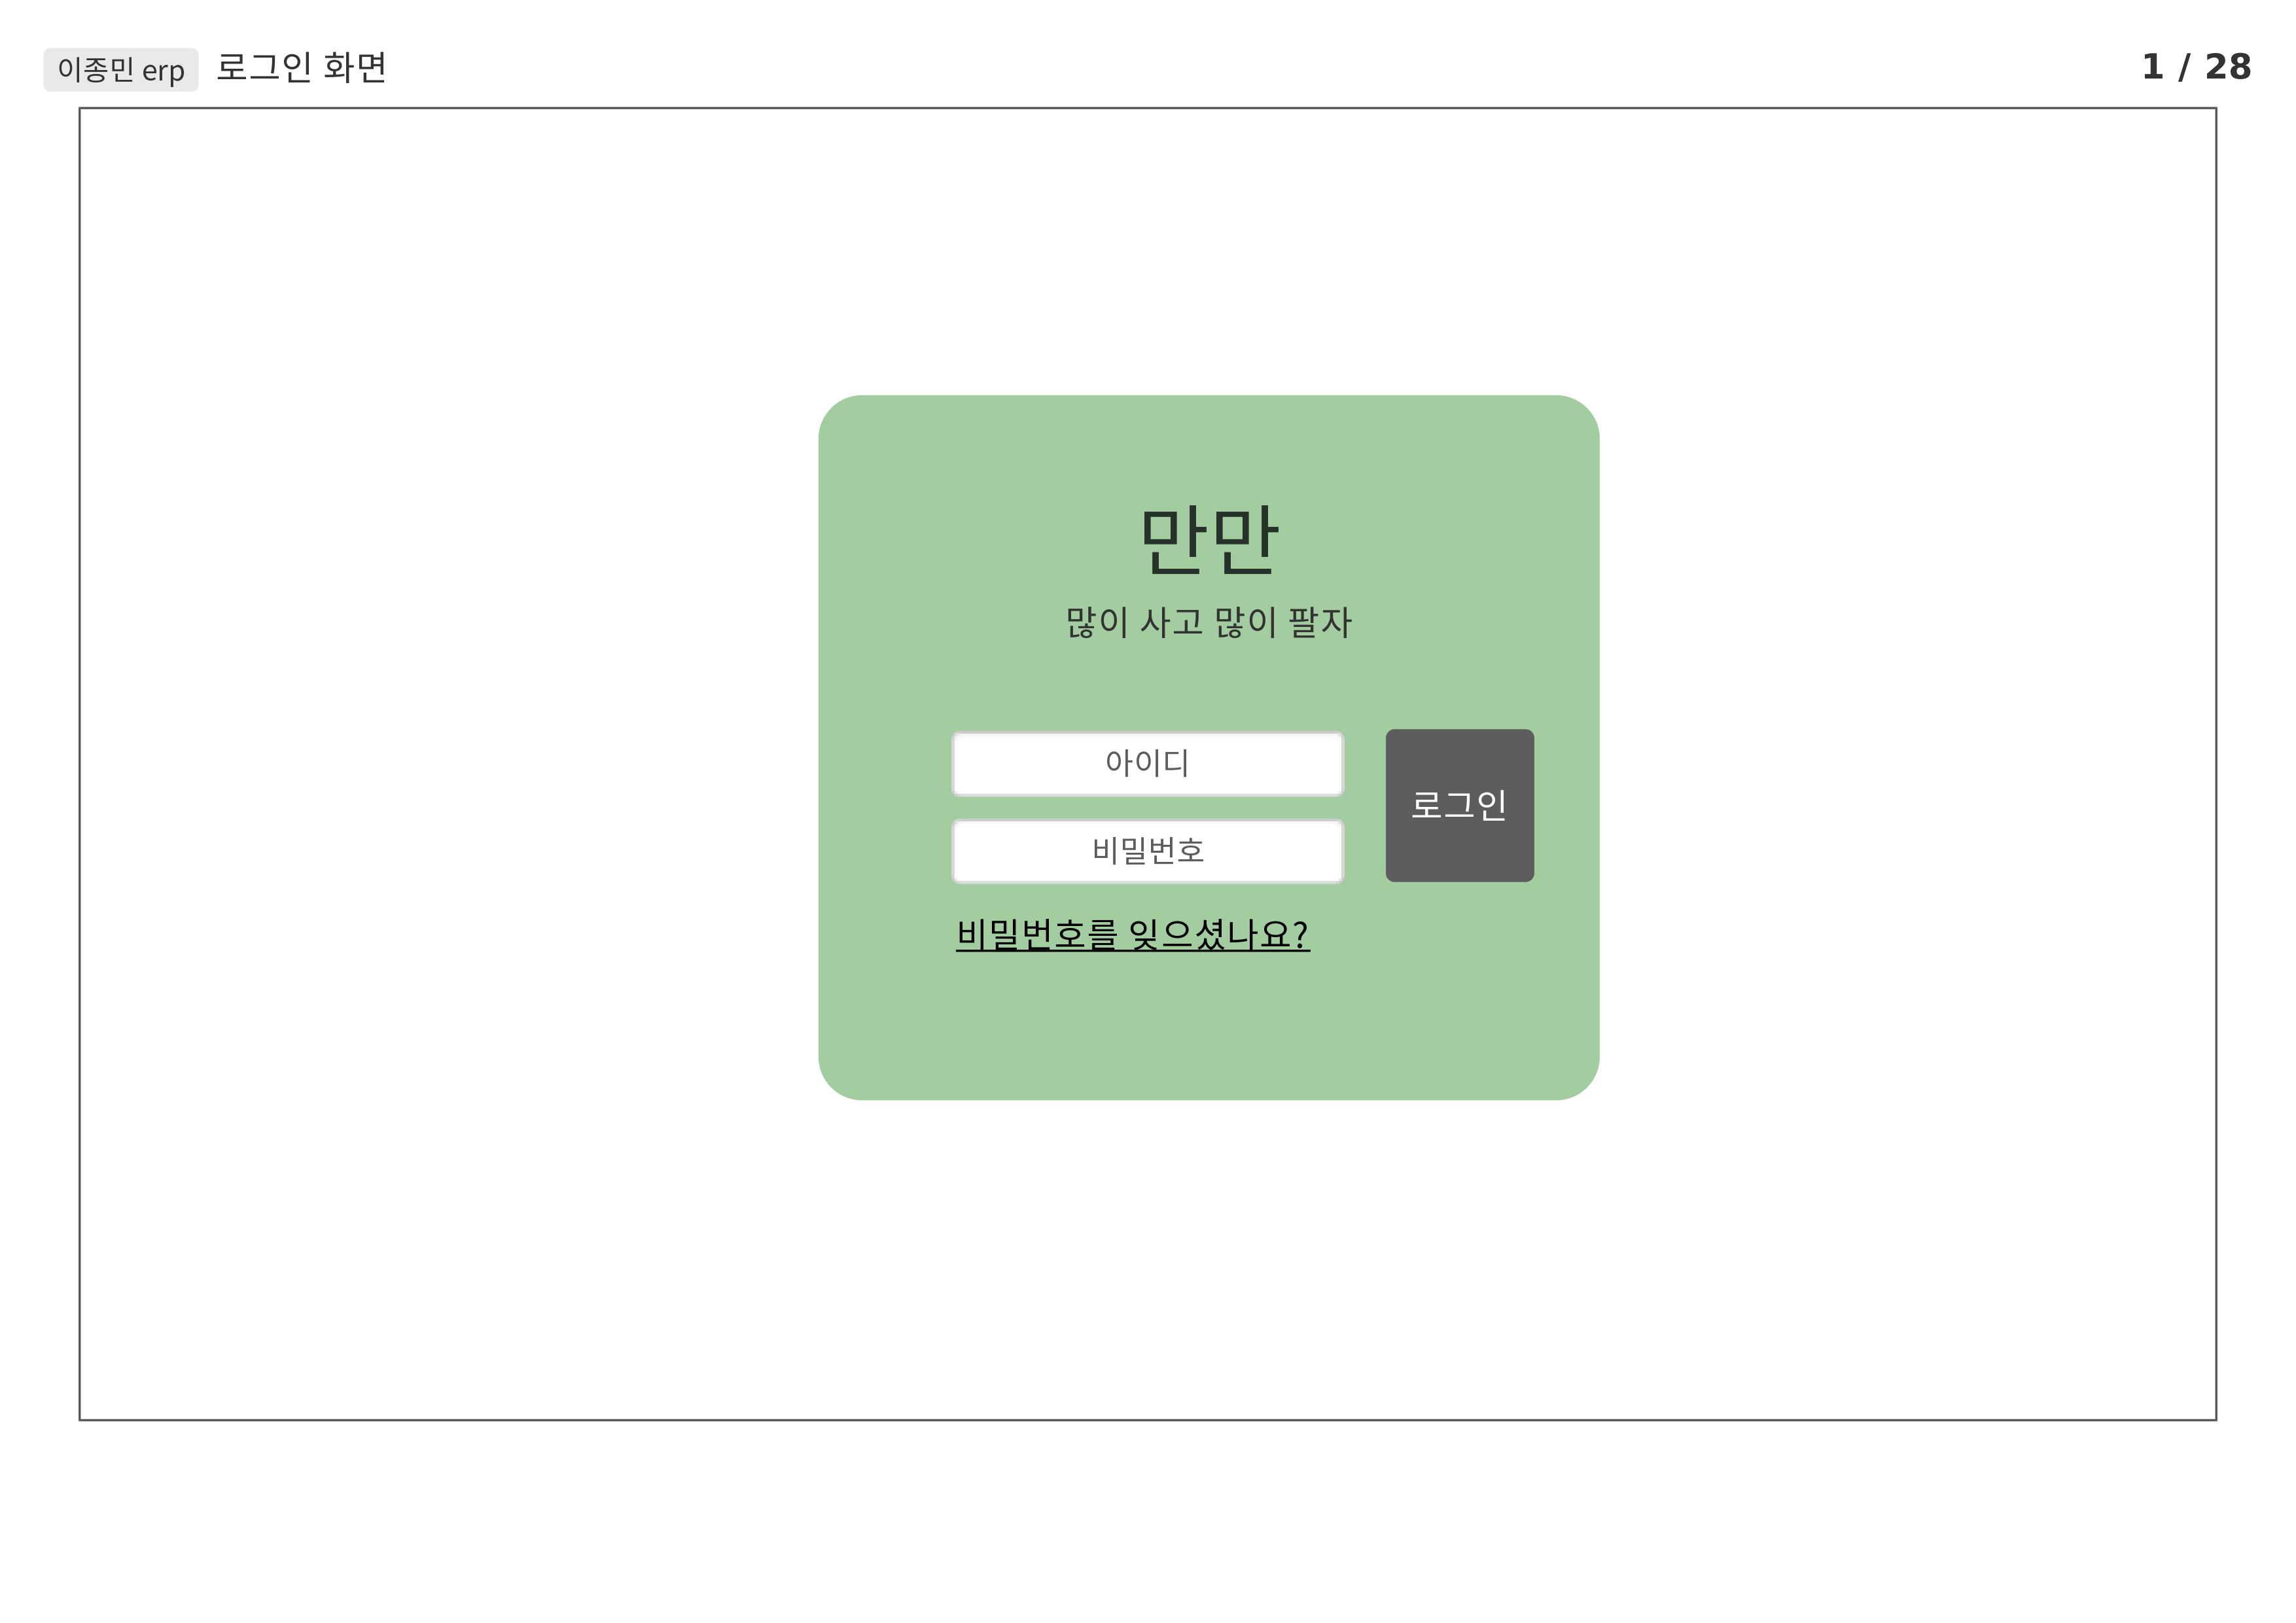 이종민 erp 로그인 화면
1 / 28
만만
많이 사고 많이 팔자
아이디
비밀번호
로그인
비밀번호를 잊으셨나요?